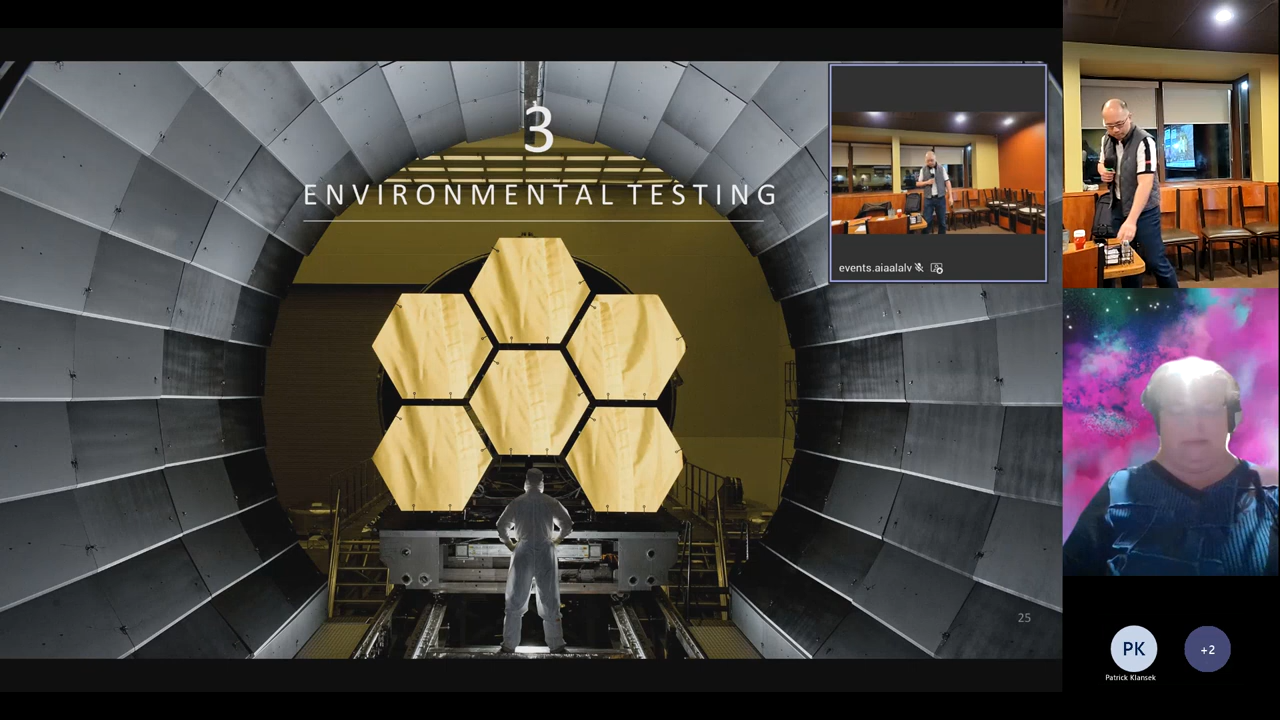 3
ENVIRONMENTAL TESTING
events.aiaalalv
25
PK
+2
Patrick Klansek